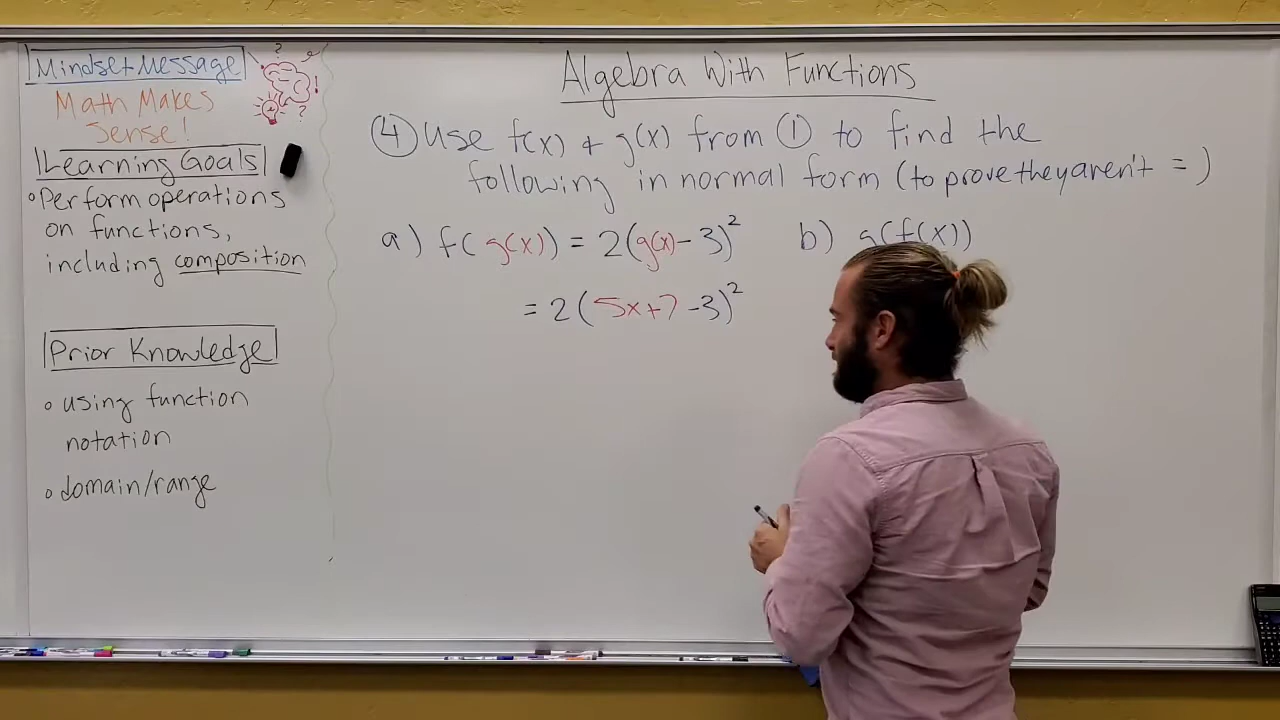 Mindset Message
Math Makes
Sense!
Learning Goals
Perform operations
on functions,
including composition
Prior Knowledge
using function
notation
domain/range
?
?
!
Algebra With Functions
④ Use f(x) & g(x) from ① to find the
following in normal form (to prove they aren't = )
a) f( g(x)) = 2(g(x) - 3)²
= 2(5x+7 -3)²
b) g(f(x))